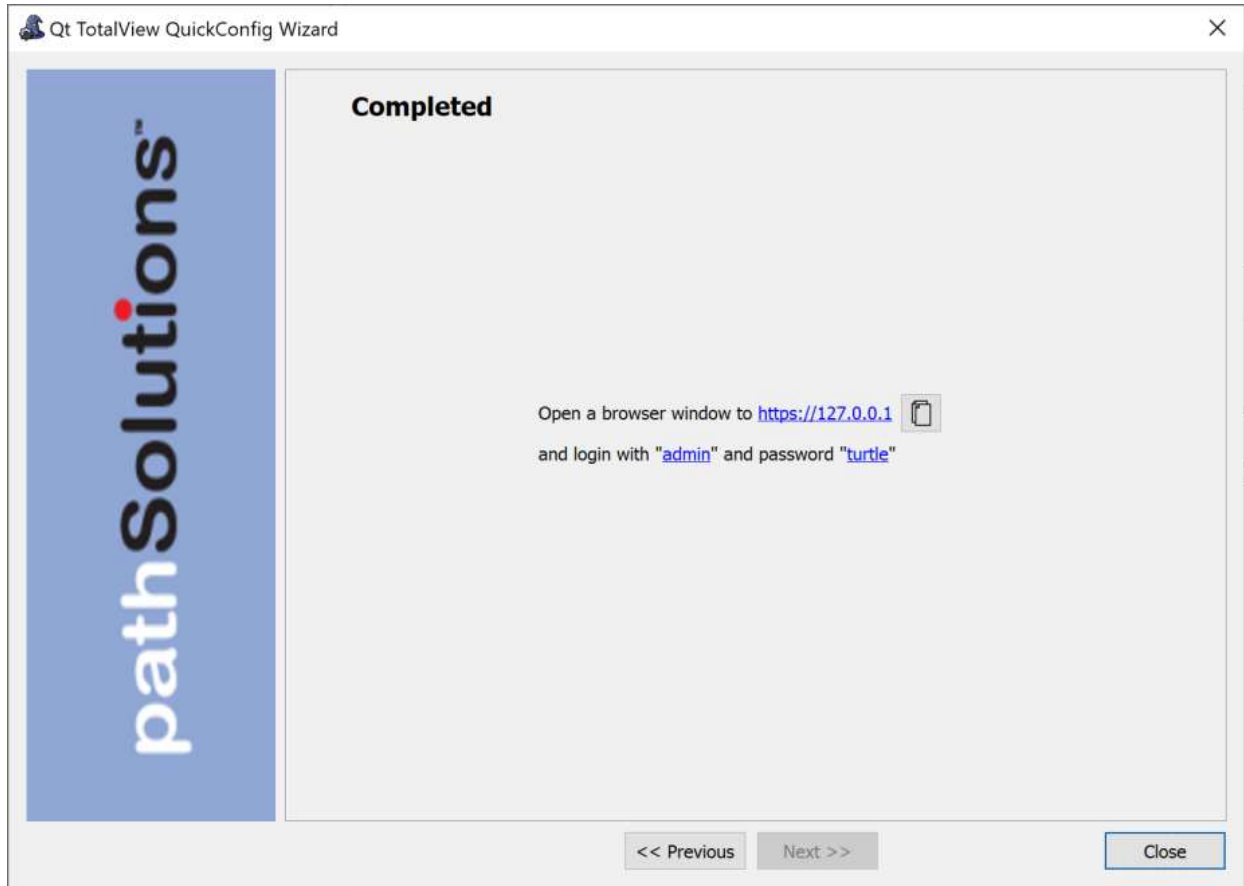 Qt TotalView QuickConfig Wizard
pathSolutions™
Completed
Open a browser window to https://127.0.0.1
and login with "admin" and password "turtle"
<< Previous
Next >>
Close